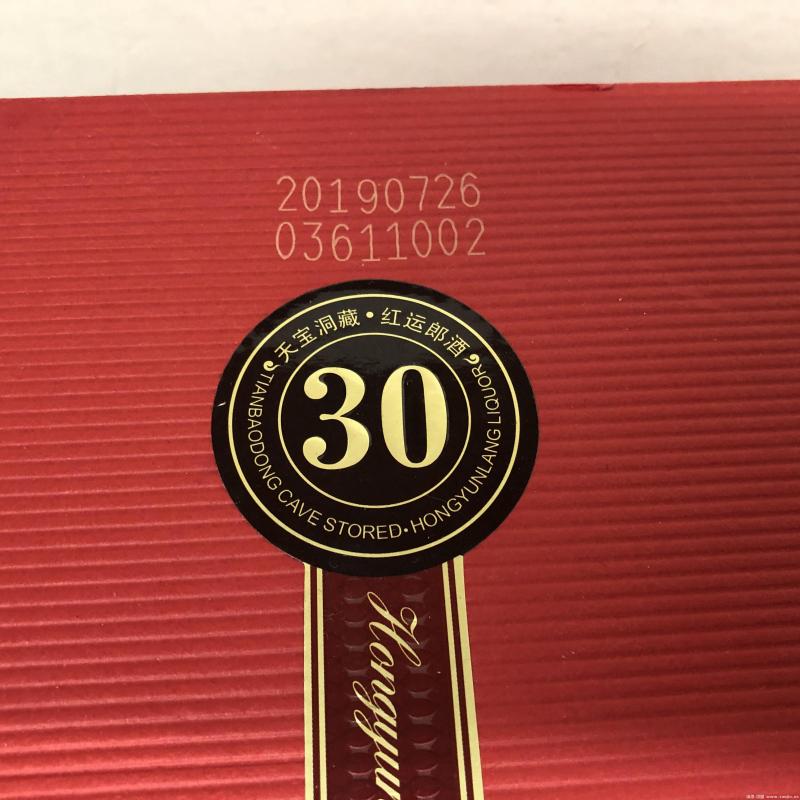 20190726
03611002
天宝洞藏·红运郎酒
30
TIANBAODONG CAVE STORED·HONGYUNLANG LIQUOR